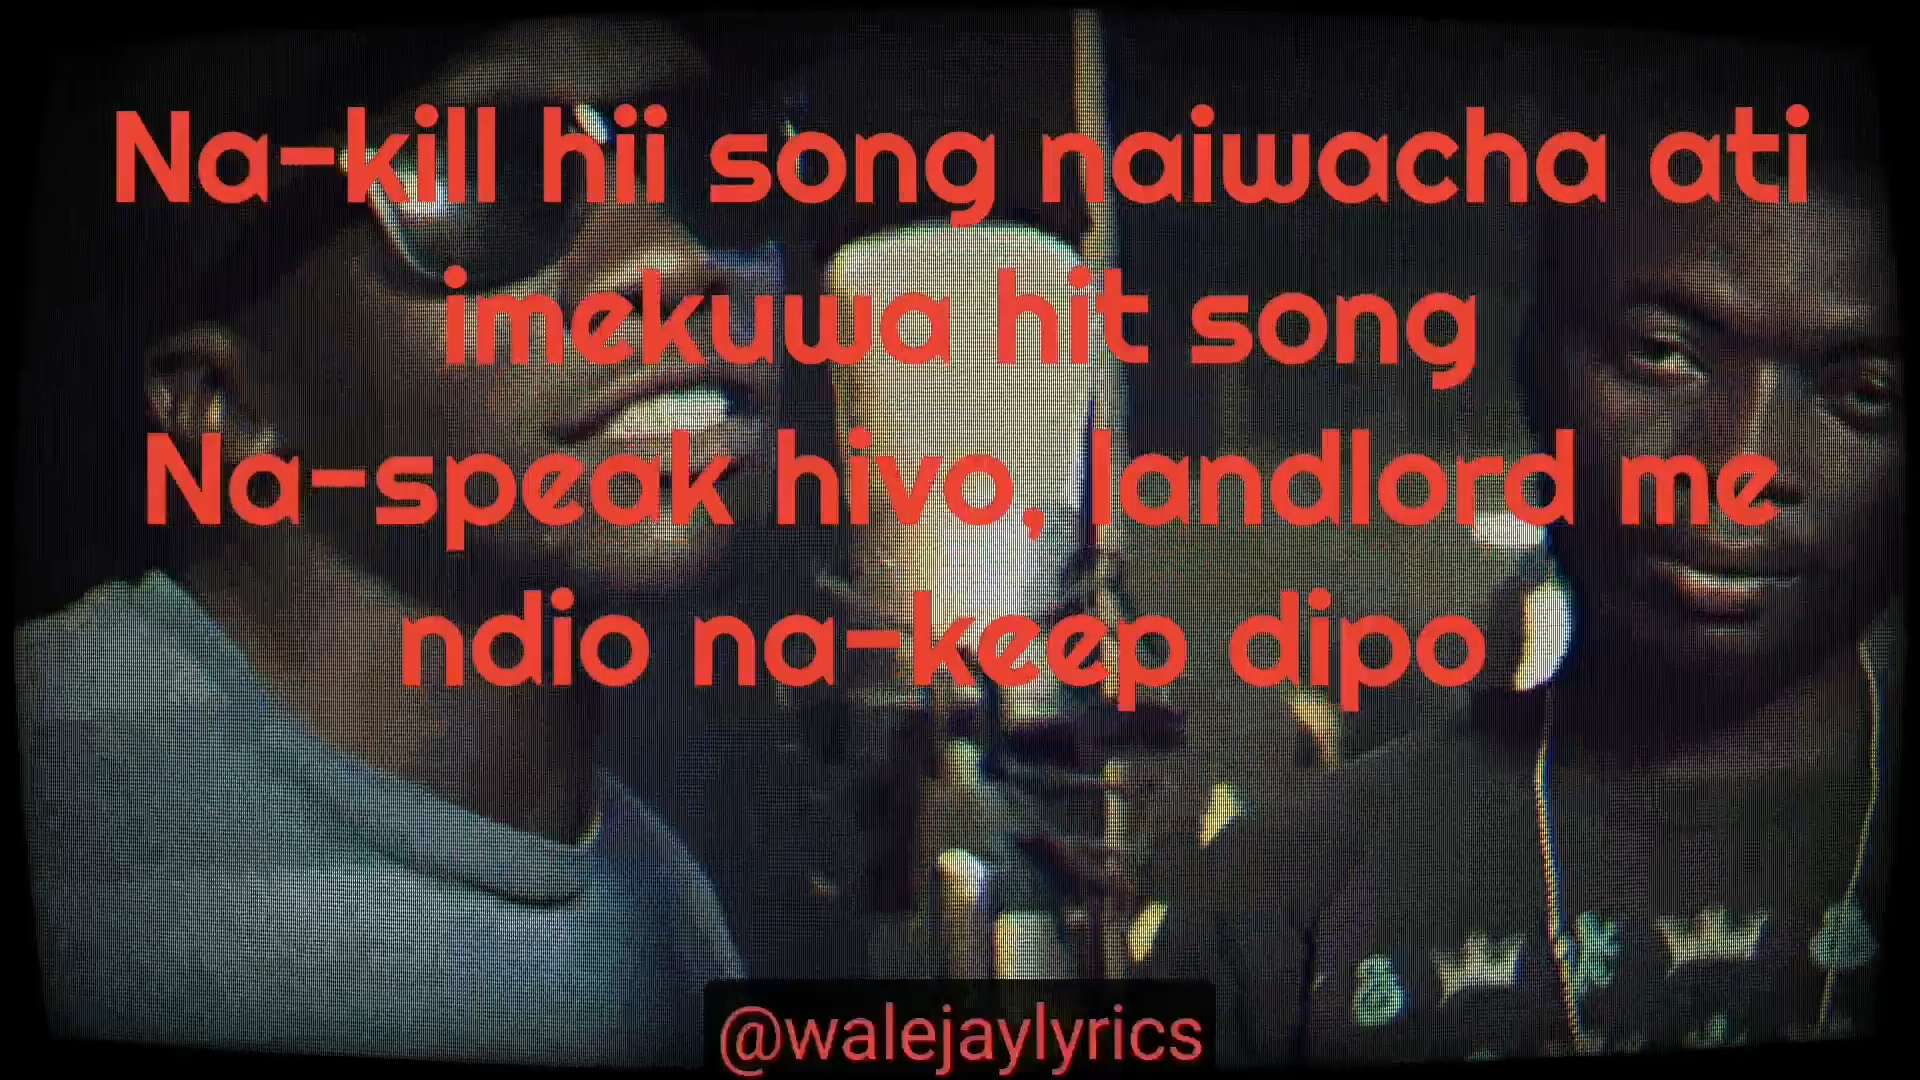 Na-kill hii song naiwacha ati
imekuwa hit song
Na-speak hivo, landlord me
ndio na-keep dipo
@walejaylyrics